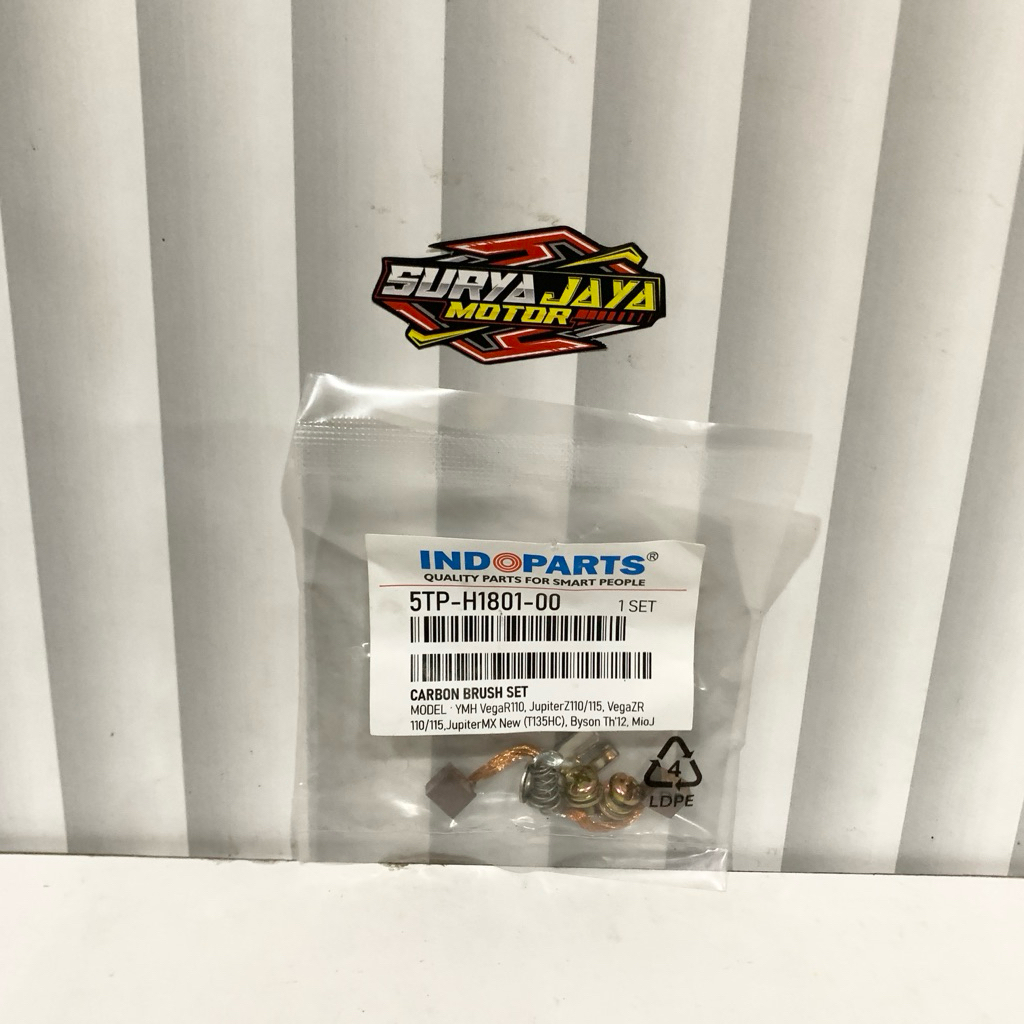 SURYA JAYA
MOTOR
INDOPARTS®
QUALITY PARTS FOR SMART PEOPLE
5TP-H1801-00 1 SET
CARBON BRUSH SET
MODEL : YMH VegaR110, JupiterZ110/115, VegaZR
110/115,JupiterMX New (T135HC), Byson Th'12, MioJ
4
LDPE